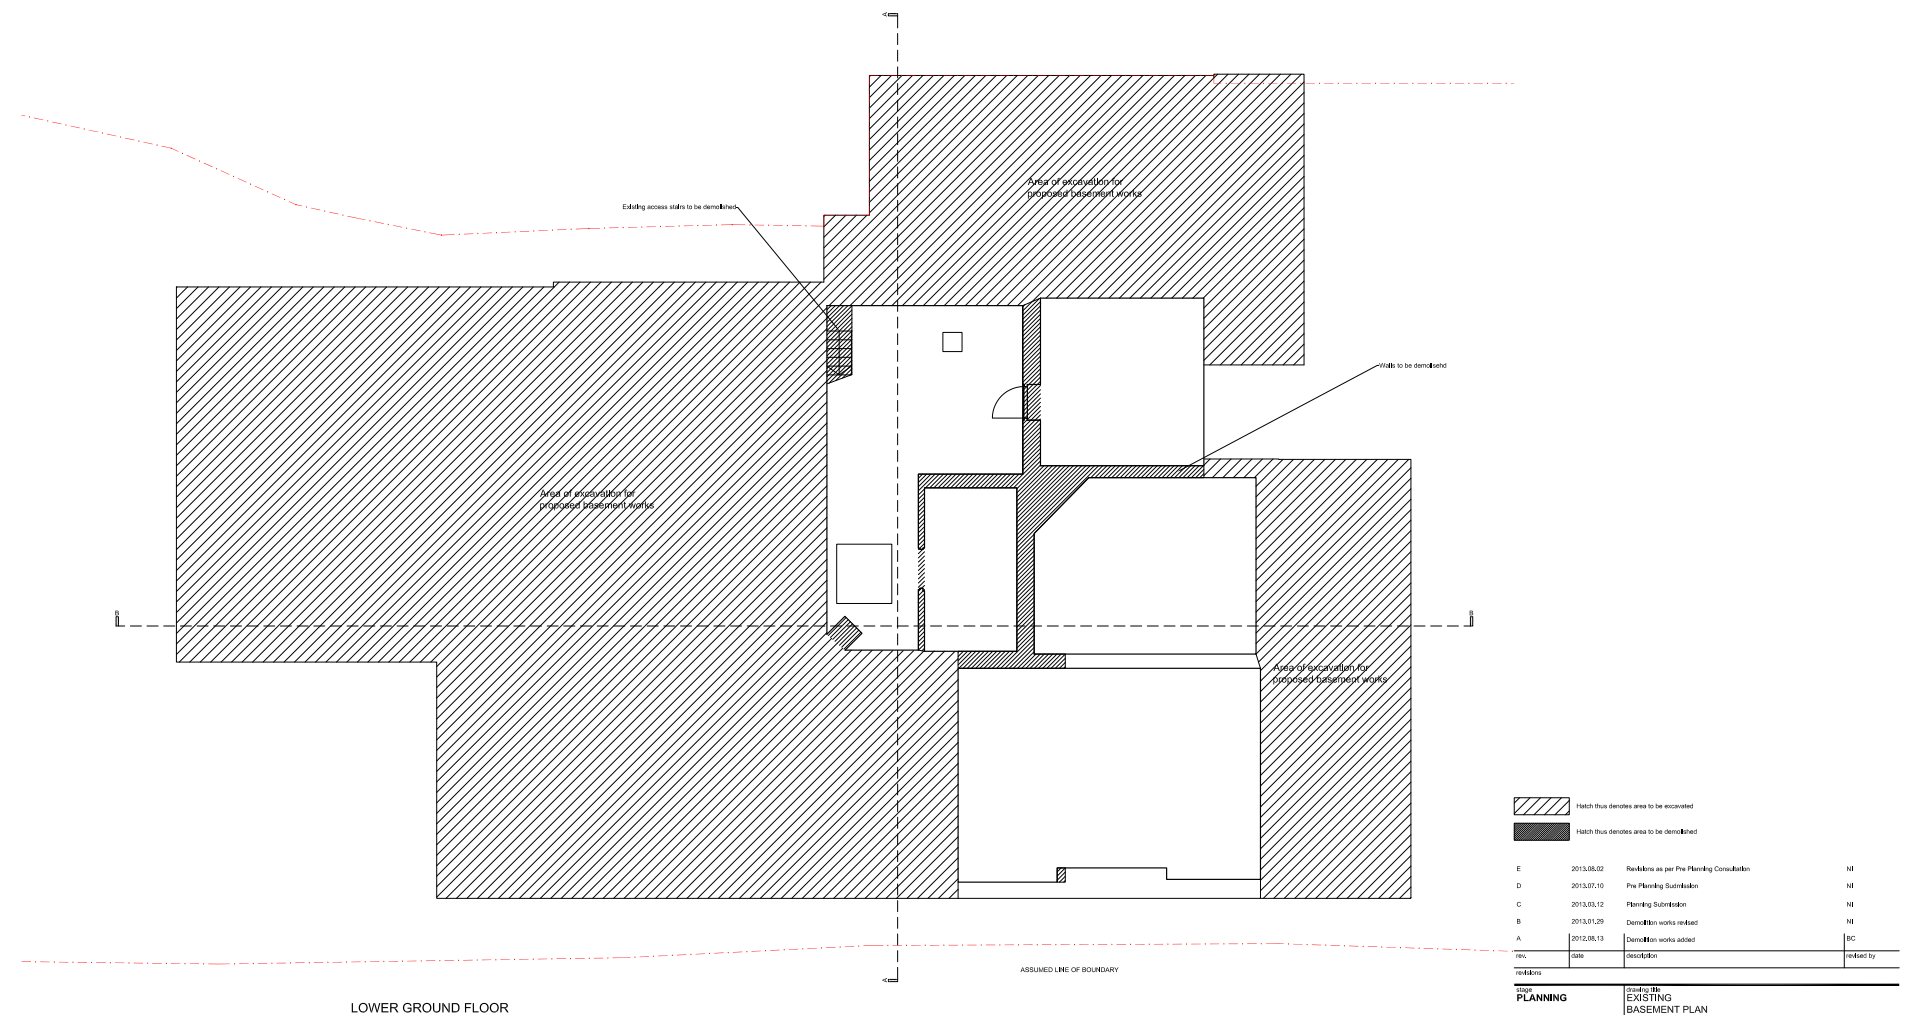 A
Area of excavation for
proposed basement works
Existing access stairs to be demolished
Walls to be demolisehd
Area of excavation for
proposed basement works
B
B
Area of excavation for
proposed basement works
Hatch thus denotes area to be excavated
Hatch thus denotes area to be demolished
E 2013.08.02 Revisions as per Pre Planning Consultation NI
D 2013.07.10 Pre Planning Sudmission NI
C 2013.03.12 Planning Submission NI
B 2013.01.29 Demolition works revised NI
A 2012.08.13 Demolition works added BC
rev. date description revised by
revisions
ASSUMED LINE OF BOUNDARY
A
stage drawing title
PLANNING EXISTING
BASEMENT PLAN
LOWER GROUND FLOOR